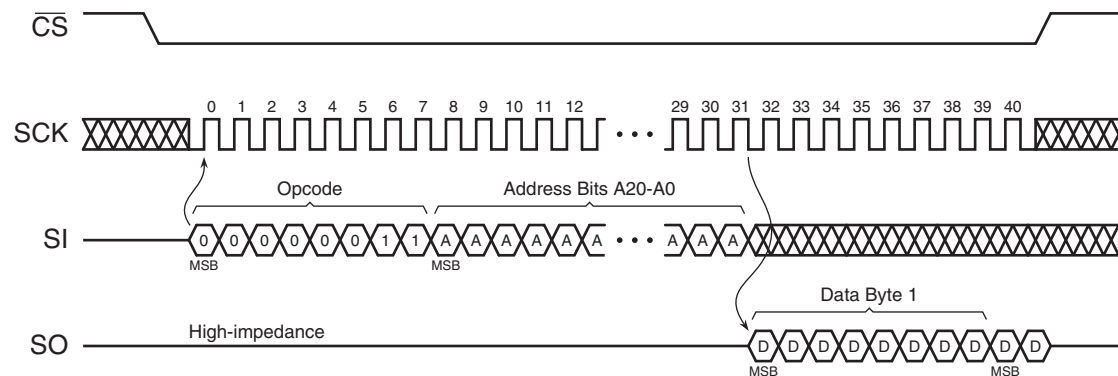 CS
0 1 2 3 4 5 6 7 8 9 10 11 12 29 30 31 32 33 34 35 36 37 38 39 40
SCK
Opcode Address Bits A20-A0
SI 0 0 0 0 0 0 1 1 A A A A A A A A A
MSB MSB
Data Byte 1
High-impedance
SO D D D D D D D D D D
MSB MSB